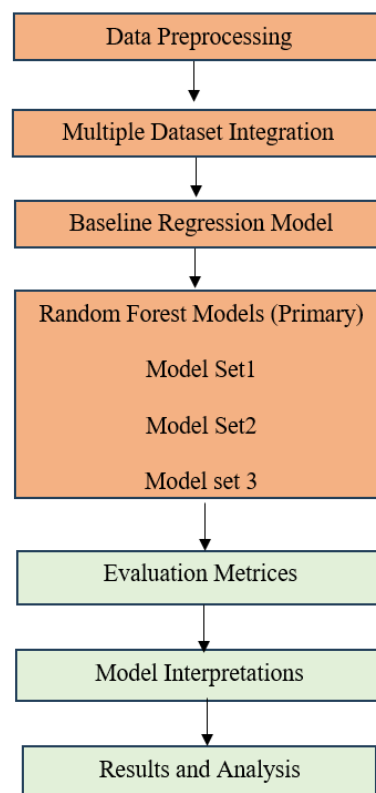 Data Preprocessing
Multiple Dataset Integration
Baseline Regression Model
Random Forest Models (Primary)
Model Set1
Model Set2
Model set 3
Evaluation Metrices
Model Interpretations
Results and Analysis